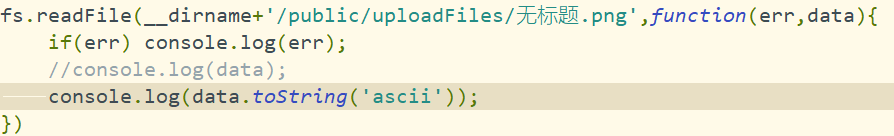 fs.readFile(__dirname+'/public/uploadFiles/无标题.png',function(err,data){
    if(err) console.log(err);
    //console.log(data);
    console.log(data.toString('ascii'));
})